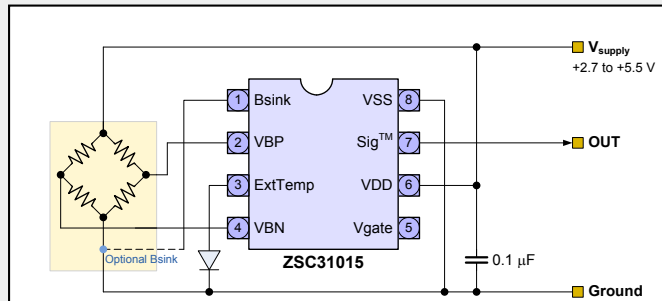 Vsupply
+2.7 to +5.5 V
1 Bsink VSS 8
2 VBP Sig™ 7
OUT
3 ExtTemp VDD 6
4 VBN Vgate 5
Optional Bsink
ZSC31015
0.1 µF
Ground